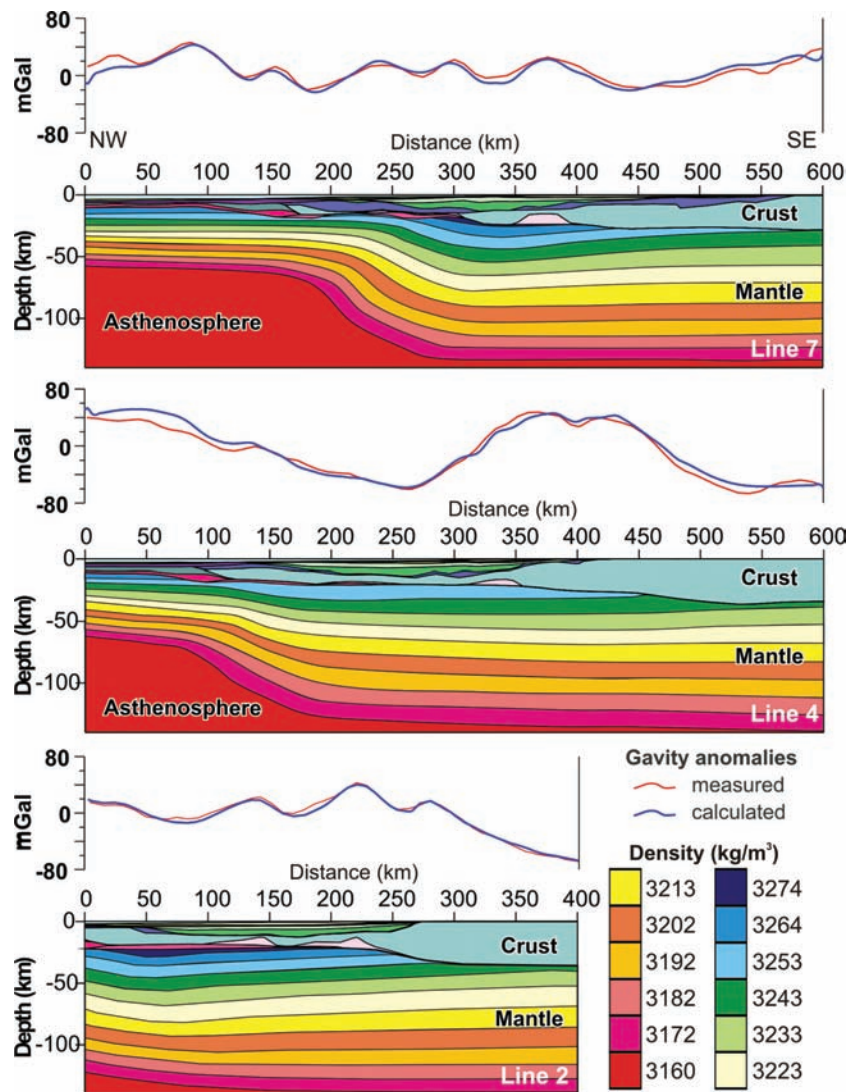 80
0
-80
mGal
NW
Distance (km)
SE
0 50 100 150 200 250 300 350 400 450 500 550 600
0
-50
-100
Depth (km)
Crust
Mantle
Asthenosphere
Line 7
80
0
-80
mGal
Distance (km)
0 50 100 150 200 250 300 350 400 450 500 550 600
0
-50
-100
Depth (km)
Crust
Mantle
Asthenosphere
Line 4
80
0
-80
mGal
Distance (km)
0 50 100 150 200 250 300 350 400
0
-50
-100
Depth (km)
Crust
Mantle
Line 2
Gavity anomalies
measured
calculated
Density (kg/m³)
3213 3274
3202 3264
3192 3253
3182 3243
3172 3233
3160 3223